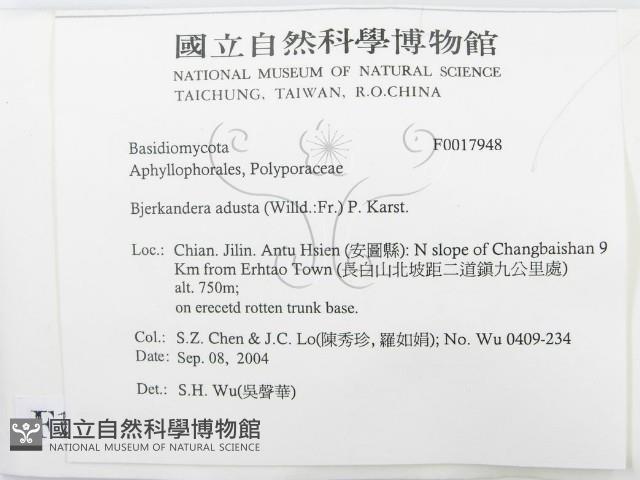 國立自然科學博物館
NATIONAL MUSEUM OF NATURAL SCIENCE
TAICHUNG, TAIWAN, R.O.CHINA
Basidiomycota F0017948
Aphyllophorales, Polyporaceae
Bjerkandera adusta (Willd.:Fr.) P. Karst.
Loc.: Chian. Jilin. Antu Hsien (安圖縣): N slope of Changbaishan 9
Km from Erhtao Town (長白山北坡距二道鎮九公里處)
alt. 750m;
on erecetd rotten trunk base.
Col.: S.Z. Chen & J.C. Lo(陳秀珍, 羅如娟); No. Wu 0409-234
Date: Sep. 08, 2004
Det.: S.H. Wu(吳聲華)
國立自然科學博物館
NATIONAL MUSEUM OF NATURAL SCIENCE